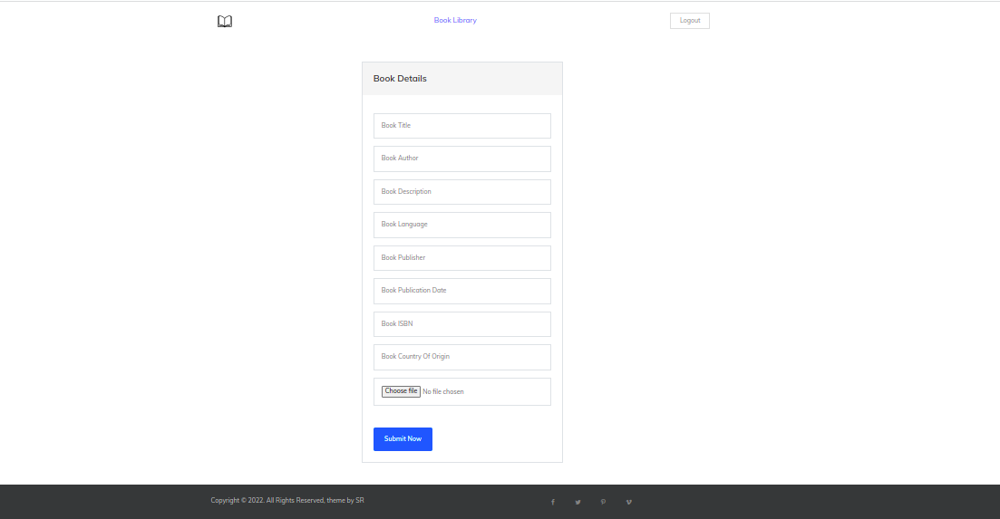 Book Library
Logout
Book Details
Book Title
Book Author
Book Description
Book Language
Book Publisher
Book Publication Date
Book ISBN
Book Country Of Origin
Choose file No file chosen
Submit Now
Copyright © 2022. All Rights Reserved, theme by SR